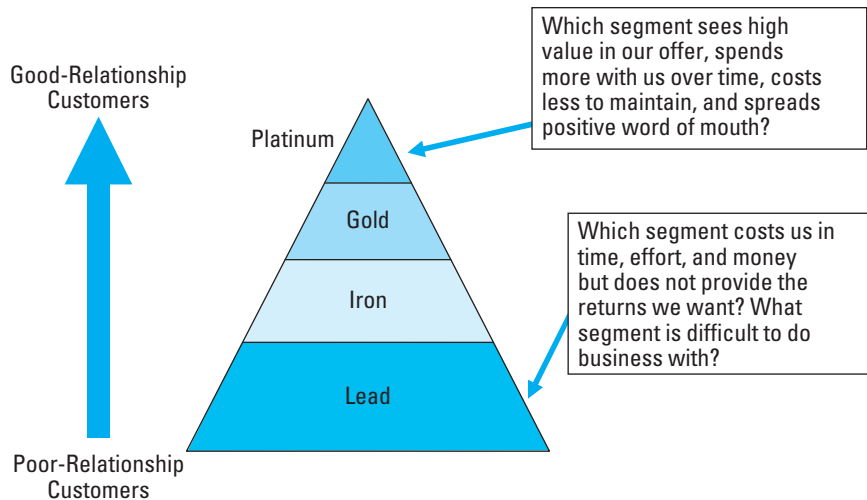 Which segment sees high
value in our offer, spends
more with us over time, costs
less to maintain, and spreads
positive word of mouth?
Good-Relationship
Customers
Platinum
Gold
Which segment costs us in
time, effort, and money
but does not provide the
returns we want? What
segment is difficult to do
business with?
Iron
Lead
Poor-Relationship
Customers